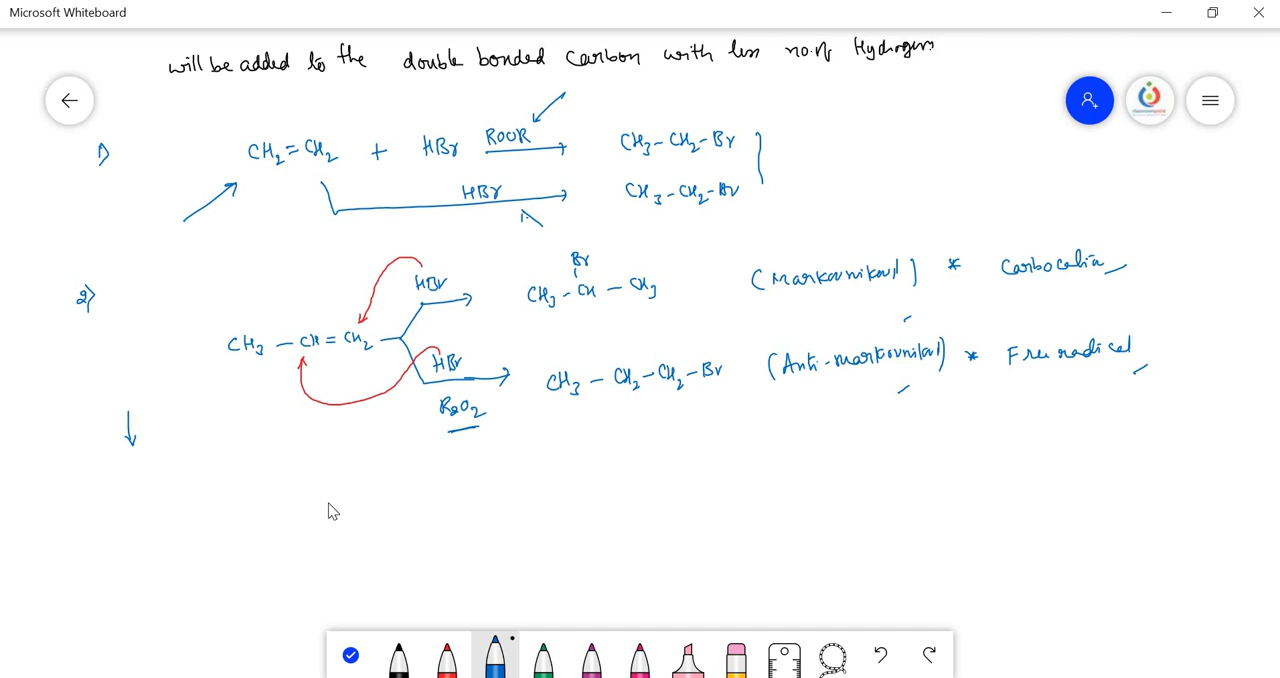 Microsoft Whiteboard
will be added to the double bonded carbon with less no.of Hydrogens
1) CH2=CH2 + HBr ROOR CH3-CH2-Br
HBr CH3-CH2-Br
2) HBr Br CH3-CH-CH3 (Markovnikov) * Carbocation
CH3-CH=CH2
HBr R2O2 CH3-CH2-CH2-Br (Anti-markovnikov) * Free radical